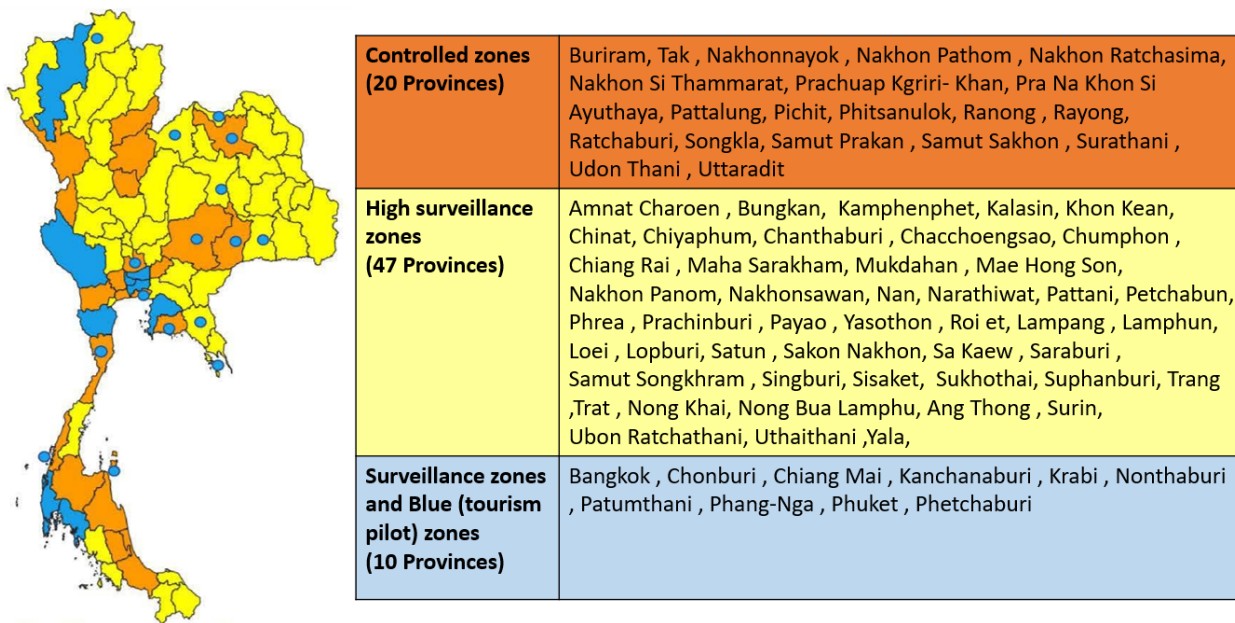 Controlled zones
(20 Provinces)
Buriram, Tak , Nakhonnayok , Nakhon Pathom , Nakhon Ratchasima,
Nakhon Si Thammarat, Prachuap Kgriri- Khan, Pra Na Khon Si
Ayuthaya, Pattalung, Pichit, Phitsanulok, Ranong , Rayong,
Ratchaburi, Songkla, Samut Prakan , Samut Sakhon , Surathani ,
Udon Thani , Uttaradit
High surveillance
zones
(47 Provinces)
Amnat Charoen , Bungkan, Kamphenphet, Kalasin, Khon Kean,
Chinat, Chiyaphum, Chanthaburi , Chacchoengsao, Chumphon ,
Chiang Rai , Maha Sarakham, Mukdahan , Mae Hong Son,
Nakhon Panom, Nakhonsawan, Nan, Narathiwat, Pattani, Petchabun,
Phrea , Prachinburi , Payao , Yasothon , Roi et, Lampang , Lamphun,
Loei , Lopburi, Satun , Sakon Nakhon, Sa Kaew , Saraburi ,
Samut Songkhram , Singburi, Sisaket, Sukhothai, Suphanburi, Trang
,Trat , Nong Khai, Nong Bua Lamphu, Ang Thong , Surin,
Ubon Ratchathani, Uthaithani ,Yala,
Surveillance zones
and Blue (tourism
pilot) zones
(10 Provinces)
Bangkok , Chonburi , Chiang Mai , Kanchanaburi , Krabi , Nonthaburi
, Patumthani , Phang-Nga , Phuket , Phetchaburi